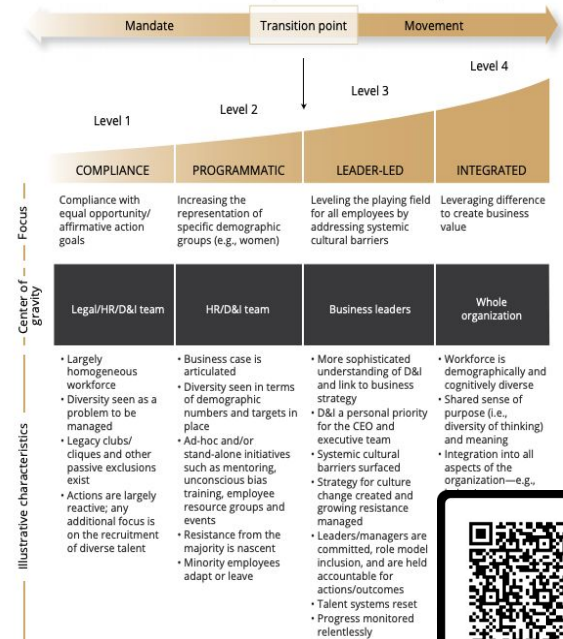 Mandate
Transition point
Movement
Level 1
Level 2
Level 3
Level 4
COMPLIANCE
PROGRAMMATIC
LEADER-LED
INTEGRATED
Focus
Compliance with
equal opportunity/
affirmative action
goals
Increasing the
representation of
specific demographic
groups (e.g., women)
Leveling the playing field
for all employees by
addressing systemic
cultural barriers
Leveraging difference
to create business
value
Center of
gravity
Legal/HR/D&I team
HR/D&I team
Business leaders
Whole
organization
Illustrative characteristics
• Largely
homogeneous
workforce
• Diversity seen as a
problem to be
managed
• Legacy clubs/
cliques and other
passive exclusions
exist
• Actions are largely
reactive; any
additional focus is
on the recruitment
of diverse talent
• Business case is
articulated
• Diversity seen in terms
of demographic
numbers and targets in
place
• Ad-hoc and/or
stand-alone initiatives
such as mentoring,
unconscious bias
training, employee
resource groups and
events
• Resistance from the
majority is nascent
• Minority employees
adapt or leave
• More sophisticated
understanding of D&I
and link to business
strategy
• D&I a personal priority
for the CEO and
executive team
• Systemic cultural
barriers surfaced
• Strategy for culture
change created and
growing resistance
managed
• Leaders/managers are
committed, role model
inclusion, and are held
accountable for
actions/outcomes
• Talent systems reset
• Progress monitored
relentlessly
• Workforce is
demographically and
cognitively diverse
• Shared sense of
purpose (i.e.,
diversity of thinking)
and meaning
• Integration into all
aspects of the
organization—e.g.,